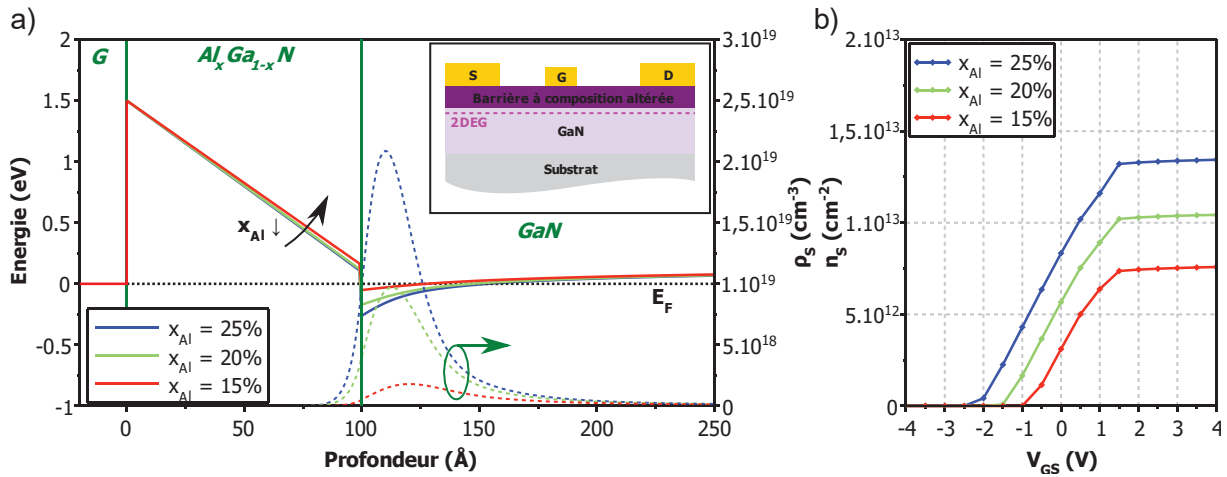 a)
G
AlxGa1-xN
Energie (eV)
2
1.5
1
0.5
0
-0.5
-1
S
G
D
Barrière à composition altérée
2DEG
GaN
Substrat
xAl ↓
GaN
EF
xAl = 25%
xAl = 20%
xAl = 15%
0
50
100
150
200
250
Profondeur (Å)
3.10¹⁹
2,5.10¹⁹
2.10¹⁹
1,5.10¹⁹
1.10¹⁹
5.10¹⁸
0
ρS (cm-3)
b)
nS (cm-2)
2.10¹³
1,5.10¹³
1.10¹³
5.10¹²
0
xAl = 25%
xAl = 20%
xAl = 15%
-4 -3 -2 -1 0 1 2 3 4
VGS (V)